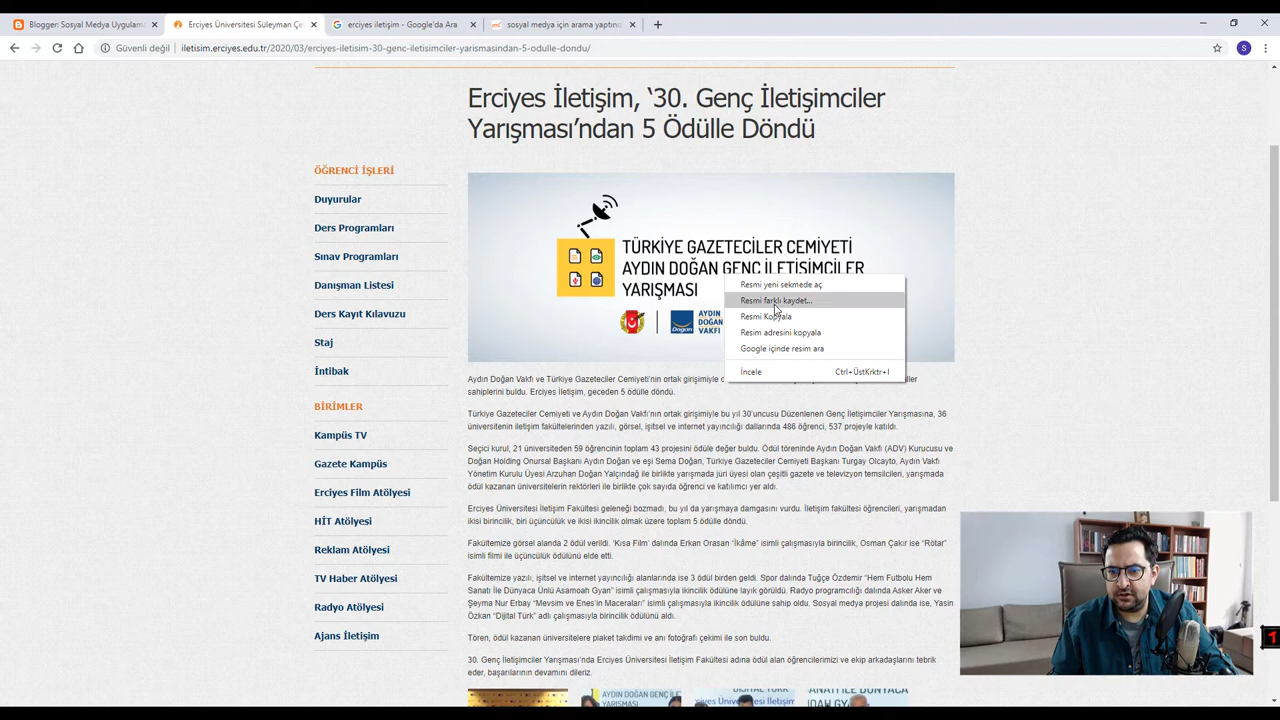 Blogger: Sosyal Medya Uygulama
Erciyes Üniversitesi Süleyman Çe
erciyes iletişim - Google'da Ara
sosyal medya için arama yaptınız
Güvenli değil
iletisim.erciyes.edu.tr/2020/03/erciyes-iletisim-30-genc-iletisimciler-yarismasindan-5-odulle-dondu/
S
Erciyes İletişim, ‘30. Genç İletişimciler
Yarışması’ndan 5 Ödülle Döndü
ÖĞRENCİ İŞLERİ
Duyurular
Ders Programları
Sınav Programları
Danışman Listesi
Ders Kayıt Kılavuzu
Staj
İntibak
BİRİMLER
Kampüs TV
Gazete Kampüs
Erciyes Film Atölyesi
HİT Atölyesi
Reklam Atölyesi
TV Haber Atölyesi
Radyo Atölyesi
Ajans İletişim
TÜRKİYE GAZETECİLER CEMİYETİ
AYDIN DOĞAN GENÇ İLETİŞİMCİLER
YARIŞMASI
Doğan
AYDIN
DOĞAN
VAKFI
Resmi yeni sekmede aç
Resmi farklı kaydet...
Resmi Kopyala
Resim adresini kopyala
Google içinde resim ara
İncele Ctrl+ÜstKrktr+I
Aydın Doğan Vakfı ve Türkiye Gazeteciler Cemiyeti’nin ortak girişimiyle
sahiplerini buldu. Erciyes İletişim, geceden 5 ödülle döndü.
Türkiye Gazeteciler Cemiyeti ve Aydın Doğan Vakfı’nın ortak girişimiyle bu yıl 30’uncusu Düzenlenen Genç İletişimciler Yarışmasına, 36
üniversitenin iletişim fakültelerinden yazılı, görsel, işitsel ve internet yayıncılığı dallarında 486 öğrenci, 537 projeyle katıldı.
Seçici kurul, 21 üniversiteden 59 öğrencinin toplam 43 projesini ödüle değer buldu. Ödül töreninde Aydın Doğan Vakfı (ADV) Kurucusu ve
Doğan Holding Onursal Başkanı Aydın Doğan ve eşi Sema Doğan, Türkiye Gazeteciler Cemiyeti Başkanı Turgay Olcayto, Aydın Vakfı
Yönetim Kurulu Üyesi Arzuhan Doğan Yalçındağ ile birlikte yarışmada jüri üyesi olan çeşitli gazete ve televizyon temsilcileri, yarışmada
ödül kazanan üniversitelerin rektörleri ile birlikte çok sayıda öğrenci ve katılımcı yer aldı.
Erciyes Üniversitesi İletişim Fakültesi geleneği bozmadı, bu yıl da yarışmaya damgasını vurdu. İletişim fakültesi öğrencileri, yarışmadan
ikisi birincilik, biri üçüncülük ve ikisi ikincilik olmak üzere toplam 5 ödülle döndü.
Fakültemize görsel alanda 2 ödül verildi. ‘Kısa Film’ dalında Erkan Orasan “İkâme” isimli çalışmasıyla birincilik, Osman Çakır ise “Rötar”
isimli filmi ile üçüncülük ödülünü elde etti.
Fakültemize yazılı, işitsel ve internet yayıncılığı alanlarında ise 3 ödül birden geldi. Spor dalında Tuğçe Özdemir “Hem Futbolu Hem
Sanatı İle Dünyaca Ünlü Asamoah Gyan” isimli çalışmasıyla ikincilik ödülüne layık görüldü. Radyo programcılığı dalında Asker Aker ve
Şeyma Nur Erbay “Mevsim ve Enes’in Maceraları” isimli çalışmasıyla ikincilik ödülüne sahip oldu. Sosyal medya projesi dalında ise, Yasin
Özkan “Dijital Türk” adlı çalışmasıyla birincilik ödülünü aldı.
Tören, ödül kazanan üniversitelere plaket takdimi ve anı fotoğrafı çekimi ile son buldu.
30. Genç İletişimciler Yarışması’nda Erciyes Üniversitesi İletişim Fakültesi adına ödül alan öğrencilerimizi ve ekip arkadaşlarını tebrik
eder, başarılarının devamını dileriz.
1